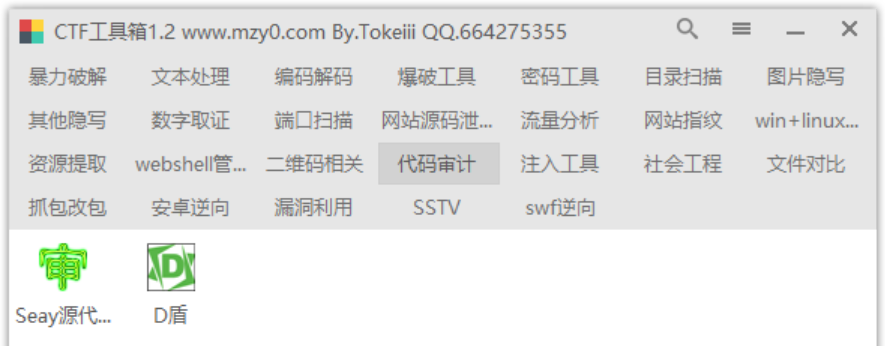 CTF工具箱1.2 www.mzy0.com By.Tokeiii QQ.664275355
暴力破解 文本处理 编码解码 爆破工具 密码工具 目录扫描 图片隐写
其他隐写 数字取证 端口扫描 网站源码泄... 流量分析 网站指纹 win+linux...
资源提取 webshell管... 二维码相关 代码审计 注入工具 社会工程 文件对比
抓包改包 安卓逆向 漏洞利用 SSTV swf逆向
审 D
Seay源代... D盾